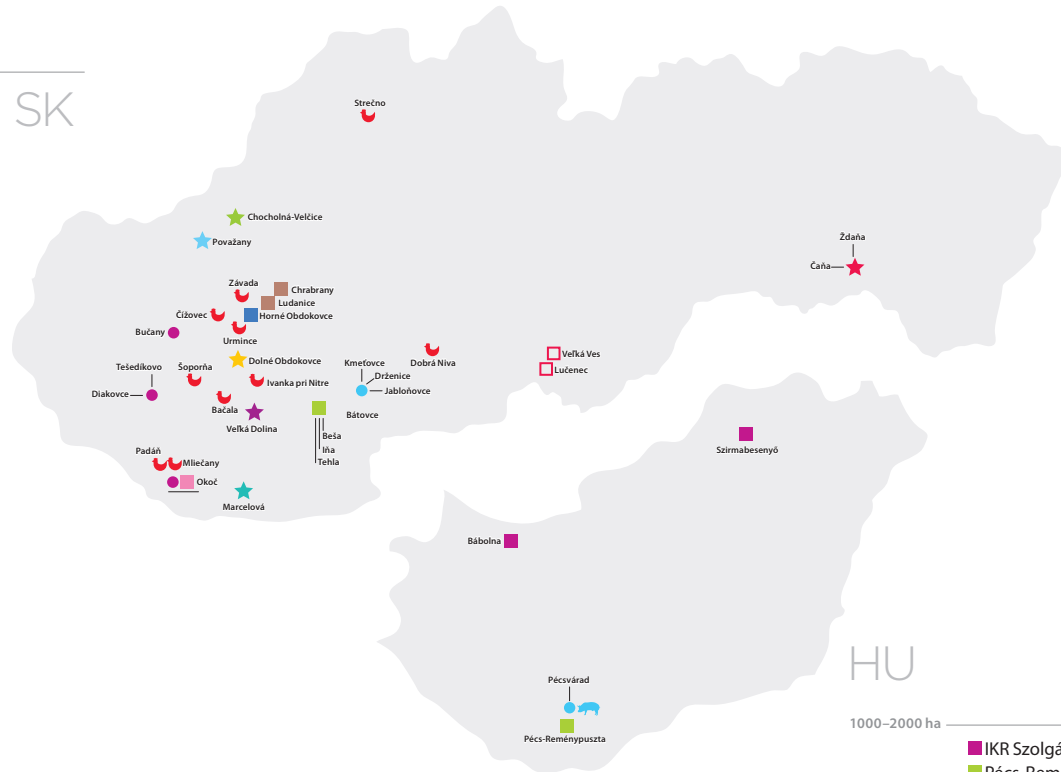 SK
Strečno
Chocholná-Velčice
Považany
Ždaňa
Čaňa
Závada
Chrabrany
Ludanice
Čížovec
Horné Obdokovce
Bučany
Urmince
Veľká Ves
Lučenec
Dolné Obdokovce
Kmeťovce
Dobrá Niva
Tešedíkovo
Šoporňa
Drženice
Ivanka pri Nitre
Jabloňovce
Diakovce
Bačala
Bátovce
Veľká Dolina
Beša
Iňa
Tehla
Szirmabesenyő
Padáň
Mliečany
Okoč
Marcelová
Bábolna
HU
Pécsvárad
1000–2000 ha
Pécs-Reménypuszta
IKR Szolgá